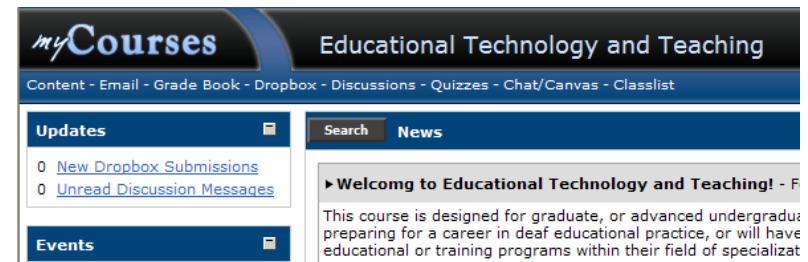 myCourses
Educational Technology and Teaching
Content - Email - Grade Book - Dropbox - Discussions - Quizzes - Chat/Canvas - Classlist
Updates
0 New Dropbox Submissions
0 Unread Discussion Messages
Events
Search News
Welcomg to Educational Technology and Teaching! -
This course is designed for graduate, or advanced
preparing for a career in deaf educational practice, or will have
educational or training programs within their field of